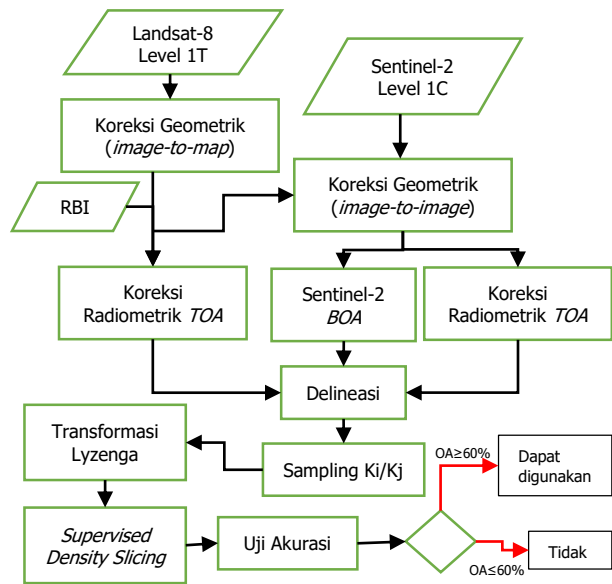 Landsat-8
Level 1T
Sentinel-2
Level 1C
Koreksi Geometrik
(image-to-map)
RBI
Koreksi Geometrik
(image-to-image)
Koreksi
Radiometrik TOA
Sentinel-2
BOA
Koreksi
Radiometrik TOA
Delineasi
Transformasi
Lyzenga
Sampling Ki/Kj
OA≥60%
Dapat
digunakan
Supervised
Density Slicing
Uji Akurasi
Tidak
OA≤60%